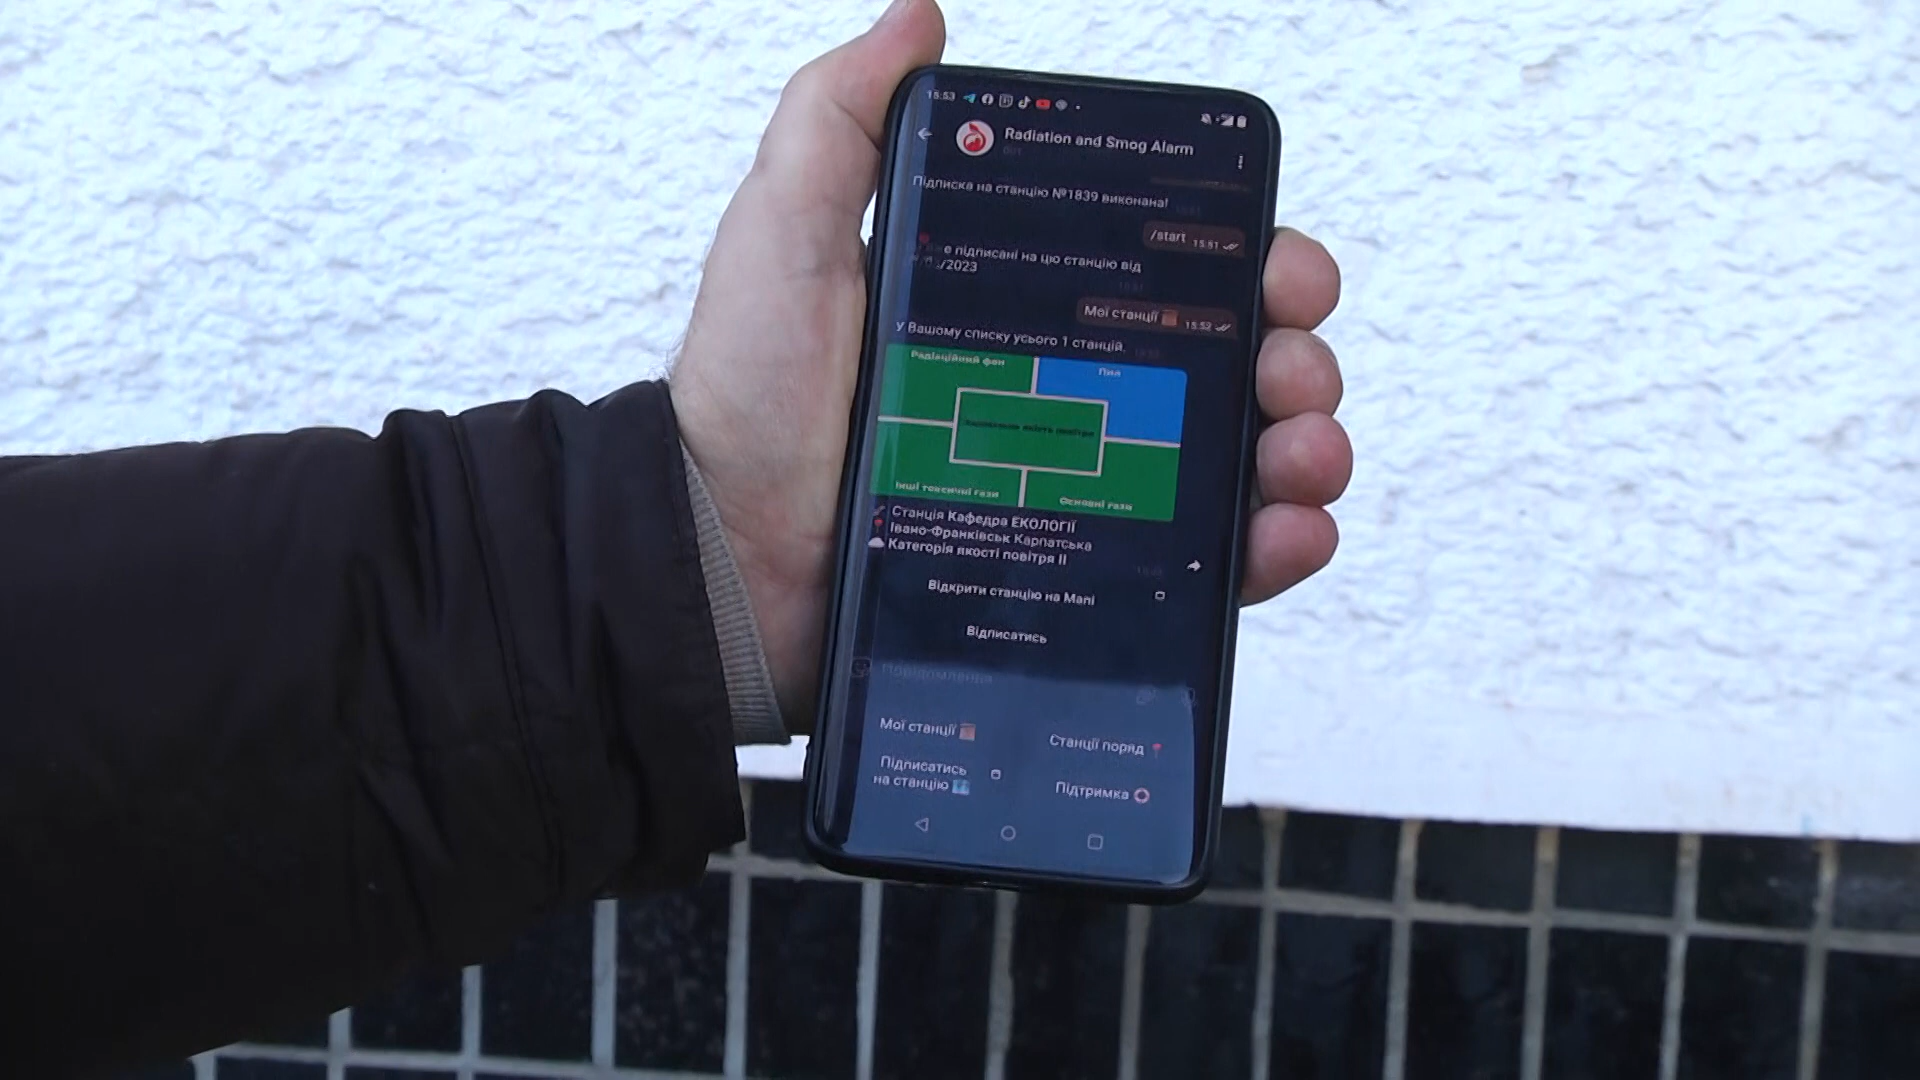 15:53
Radiation and Smog Alarm
Підписка на станцію №1839 виконана!
/start 15:51
е підписані на цю станцію від
/2023
Мої станції 15:52
У Вашому списку усього 1 станцій.
Радіаційний фон
Пил
якість повітря
Інші токсичні гази
Основні гази
Станція Кафедра ЕКОЛОГІЇ
Івано-Франківськ Карпатська
Категорія якості повітря II
Відкрити станцію на Мапі
Відписатись
Повідомлення
Мої станції
Станції поряд
Підписатись
на станцію
Підтримка